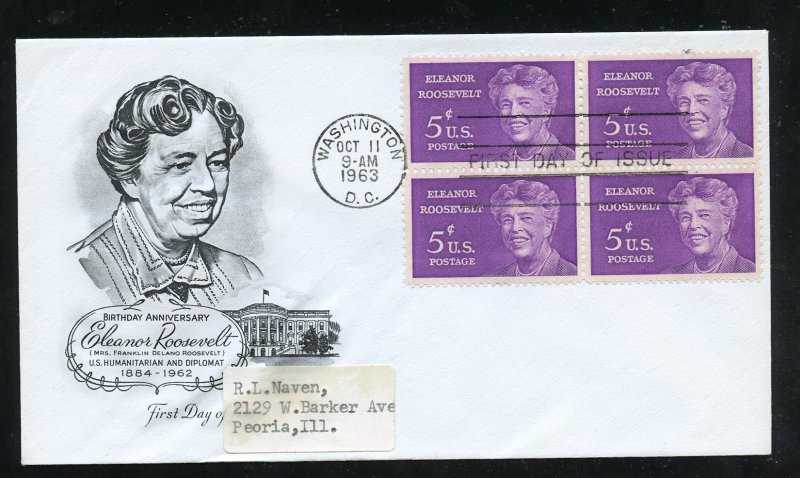 ELEANOR
ROOSEVELT
5¢ U.S.
POSTAGE
ELEANOR
ROOSEVELT
5¢ U.S.
POSTAGE
WASHINGTON
OCT 11
9-AM
1963
D.C.
FIRST DAY OF ISSUE
ELEANOR
ROOSEVELT
5¢ U.S.
POSTAGE
ELEANOR
ROOSEVELT
5¢ U.S.
POSTAGE
BIRTHDAY ANNIVERSARY
Eleanor Roosevelt
(MRS. FRANKLIN DELANO ROOSEVELT)
U.S. HUMANITARIAN AND DIPLOMAT
1884-1962
First Day of
R.L.Naven,
2129 W.Barker Ave
Peoria,Ill.